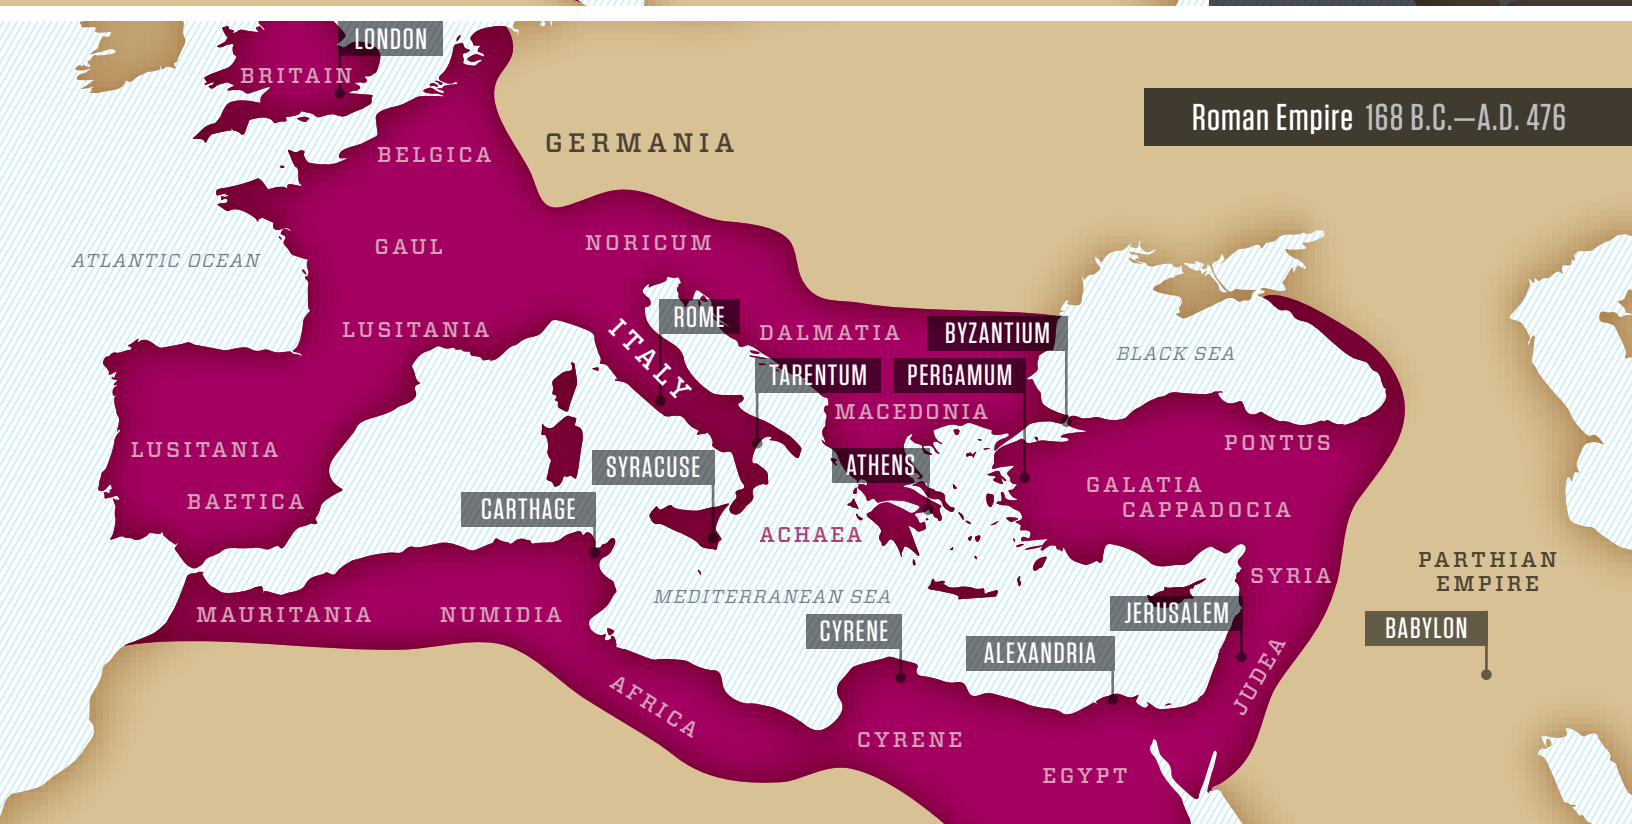 LONDON
BRITAIN
Roman Empire 168 B.C.—A.D. 476
GERMANIA
BELGICA
NORICUM
GAUL
ATLANTIC OCEAN
ROME
LUSITANIA
ITALY
DALMATIA
BYZANTIUM
BLACK SEA
TARENTUM
PERGAMUM
MACEDONIA
PONTUS
LUSITANIA
SYRACUSE
ATHENS
GALATIA
BAETICA
CARTHAGE
CAPPADOCIA
ACHAEA
PARTHIAN
EMPIRE
SYRIA
MEDITERRANEAN SEA
MAURITANIA
NUMIDIA
JERUSALEM
CYRENE
BABYLON
ALEXANDRIA
JUDEA
AFRICA
CYRENE
EGYPT